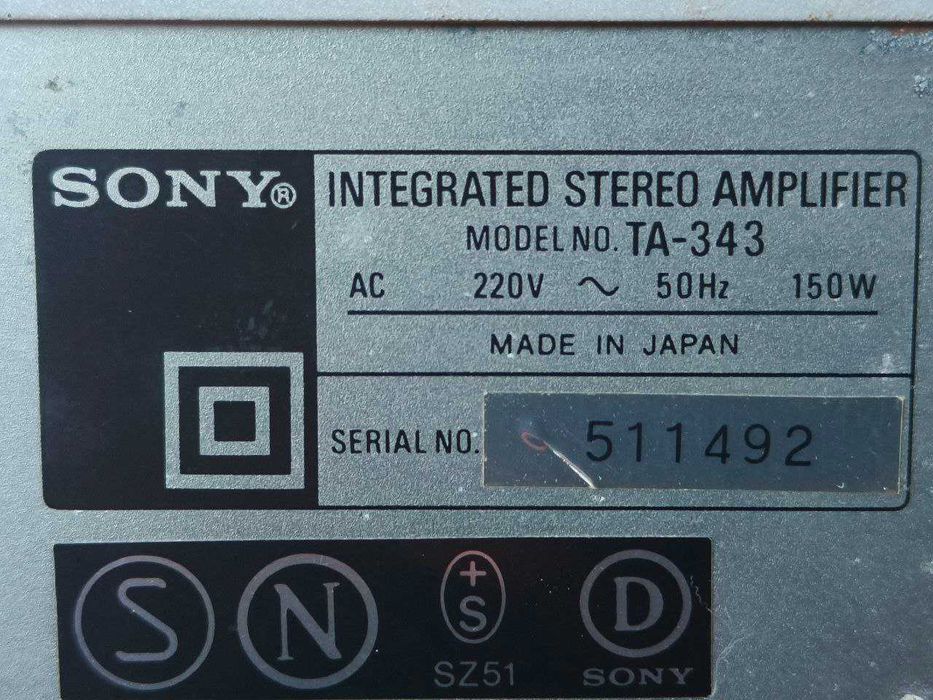 SONY® INTEGRATED STEREO AMPLIFIER
MODEL NO. TA-343
AC 220V ~ 50Hz 150W
MADE IN JAPAN
SERIAL NO. 511492
S N +S D
SZ51 SONY